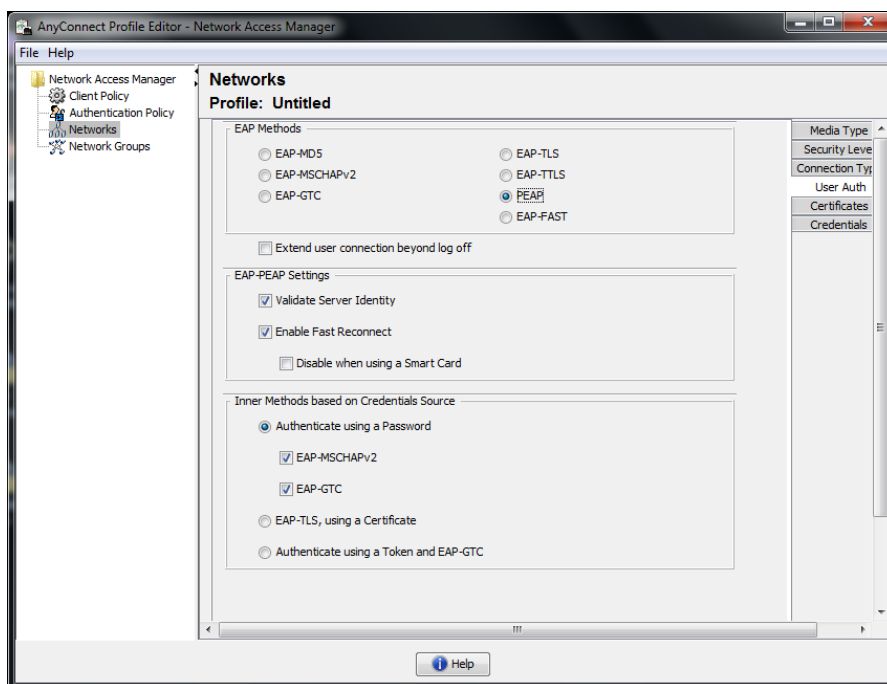 AnyConnect Profile Editor - Network Access Manager
File Help
Network Access Manager
Client Policy
Authentication Policy
Networks
Network Groups
Networks
Profile: Untitled
EAP Methods
EAP-MD5
EAP-TLS
EAP-MSCHAPv2
EAP-TTLS
EAP-GTC
PEAP
EAP-FAST
Extend user connection beyond log off
EAP-PEAP Settings
Validate Server Identity
Enable Fast Reconnect
Disable when using a Smart Card
Inner Methods based on Credentials Source
Authenticate using a Password
EAP-MSCHAPv2
EAP-GTC
EAP-TLS, using a Certificate
Authenticate using a Token and EAP-GTC
Media Type
Security Leve
Connection Typ
User Auth
Certificates
Credentials
Help